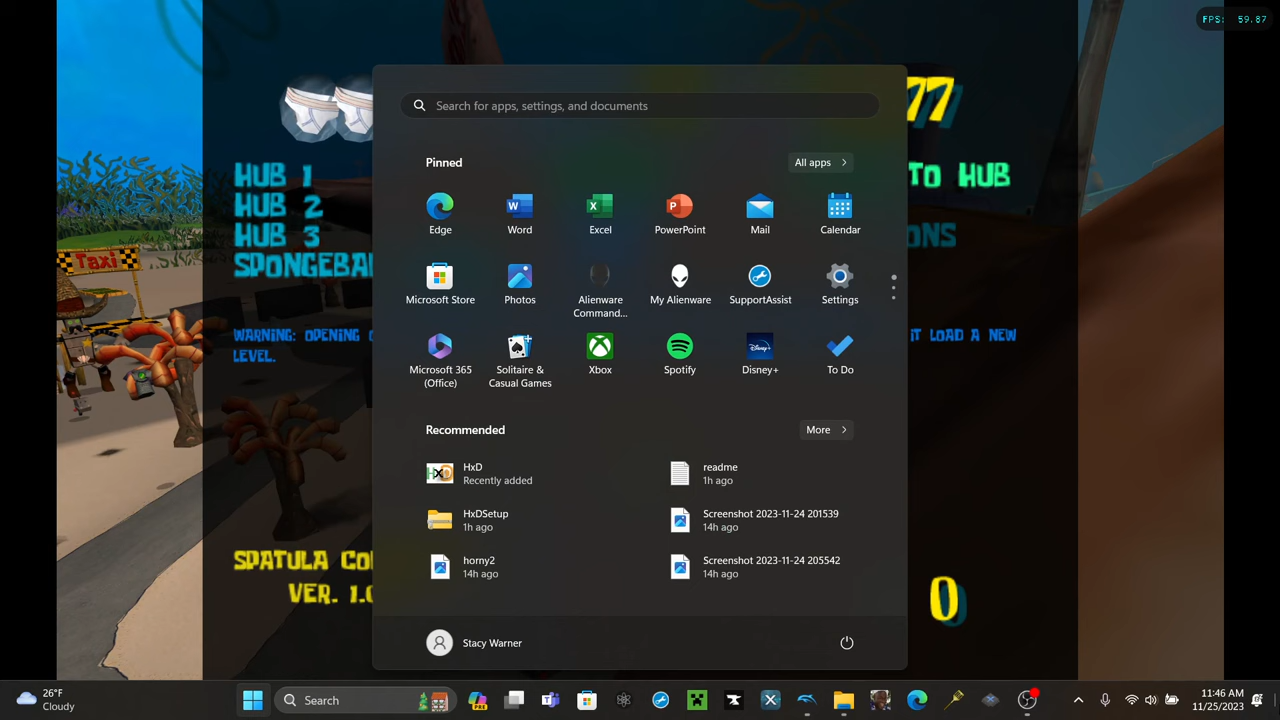 FPS: 59.87
77
Search for apps, settings, and documents
Pinned
All apps
HUB 1
TO HUB
HUB 2
Edge
Word
Excel
PowerPoint
Mail
Calendar
HUB 3
ONS
SPONGEBA
Taxi
Microsoft Store
Photos
Alienware Command...
My Alienware
SupportAssist
Settings
WARNING: OPENING
IT LOAD A NEW
LEVEL.
Microsoft 365 (Office)
Solitaire & Casual Games
Xbox
Spotify
Disney+
To Do
Recommended
More
HxD
Recently added
readme
1h ago
HxDSetup
1h ago
Screenshot 2023-11-24 201539
14h ago
horny2
14h ago
Screenshot 2023-11-24 205542
14h ago
SPATULA CO
VER. 1.0
0
Stacy Warner
26°F
Cloudy
Search
PRE
11:46 AM
11/25/2023